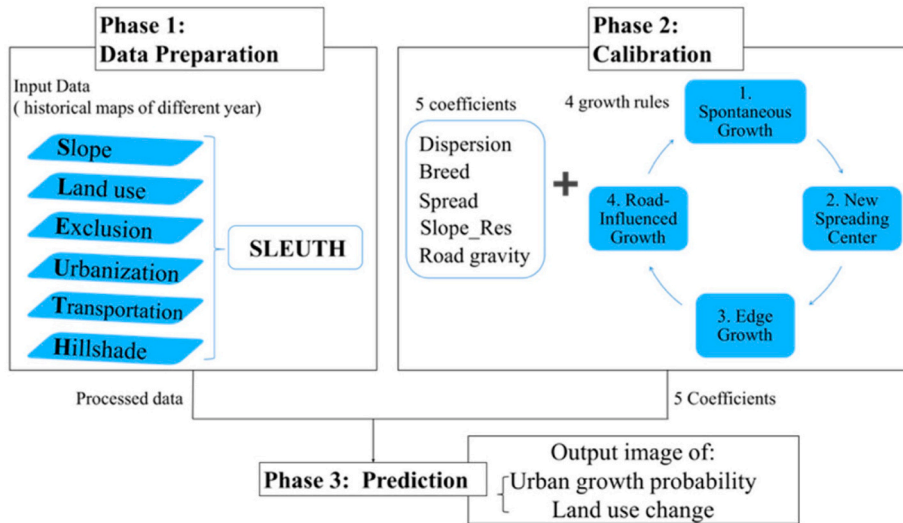 Phase 1:
Data Preparation
Input Data
( historical maps of different year)
Slope
Land use
Exclusion
Urbanization
Transportation
Hillshade
SLEUTH
Phase 2:
Calibration
5 coefficients
Dispersion
Breed
Spread
Slope_Res
Road gravity
+
4 growth rules
1.
Spontaneous
Growth
2. New
Spreading
Center
3. Edge
Growth
4. Road-
Influenced
Growth
Processed data
5 Coefficients
Phase 3: Prediction
Output image of:
Urban growth probability
Land use change